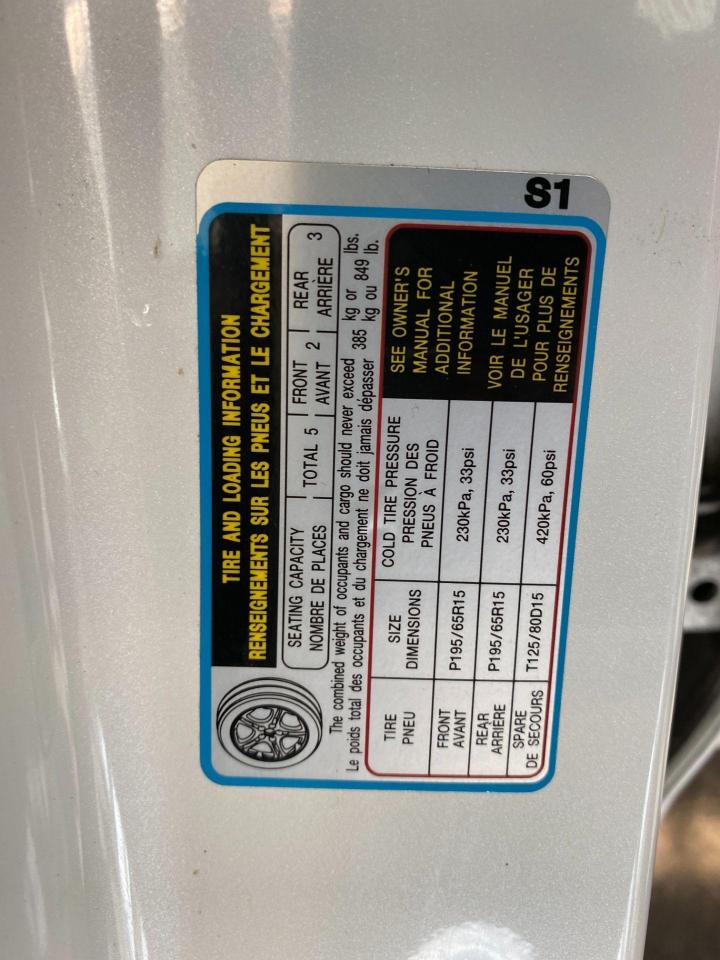 S1
TIRE AND LOADING INFORMATION
RENSEIGNEMENTS SUR LES PNEUS ET LE CHARGEMENT
SEATING CAPACITY TOTAL 5 FRONT 2 REAR 3
NOMBRE DE PLACES AVANT ARRIÈRE
The combined weight of occupants and cargo should never exceed 385 kg or 849 lbs.
Le poids total des occupants et du chargement ne doit jamais dépasser 385 kg ou 849 lb.
TIRE SIZE COLD TIRE PRESSURE
PNEU DIMENSIONS PRESSION DES
PNEUS À FROID
FRONT P195/65R15 230kPa, 33psi
AVANT
REAR P195/65R15 230kPa, 33psi
ARRIÈRE
SPARE T125/80D15 420kPa, 60psi
DE SECOURS
SEE OWNER'S
MANUAL FOR
ADDITIONAL
INFORMATION
VOIR LE MANUEL
DE L'USAGER
POUR PLUS DE
RENSEIGNEMENTS